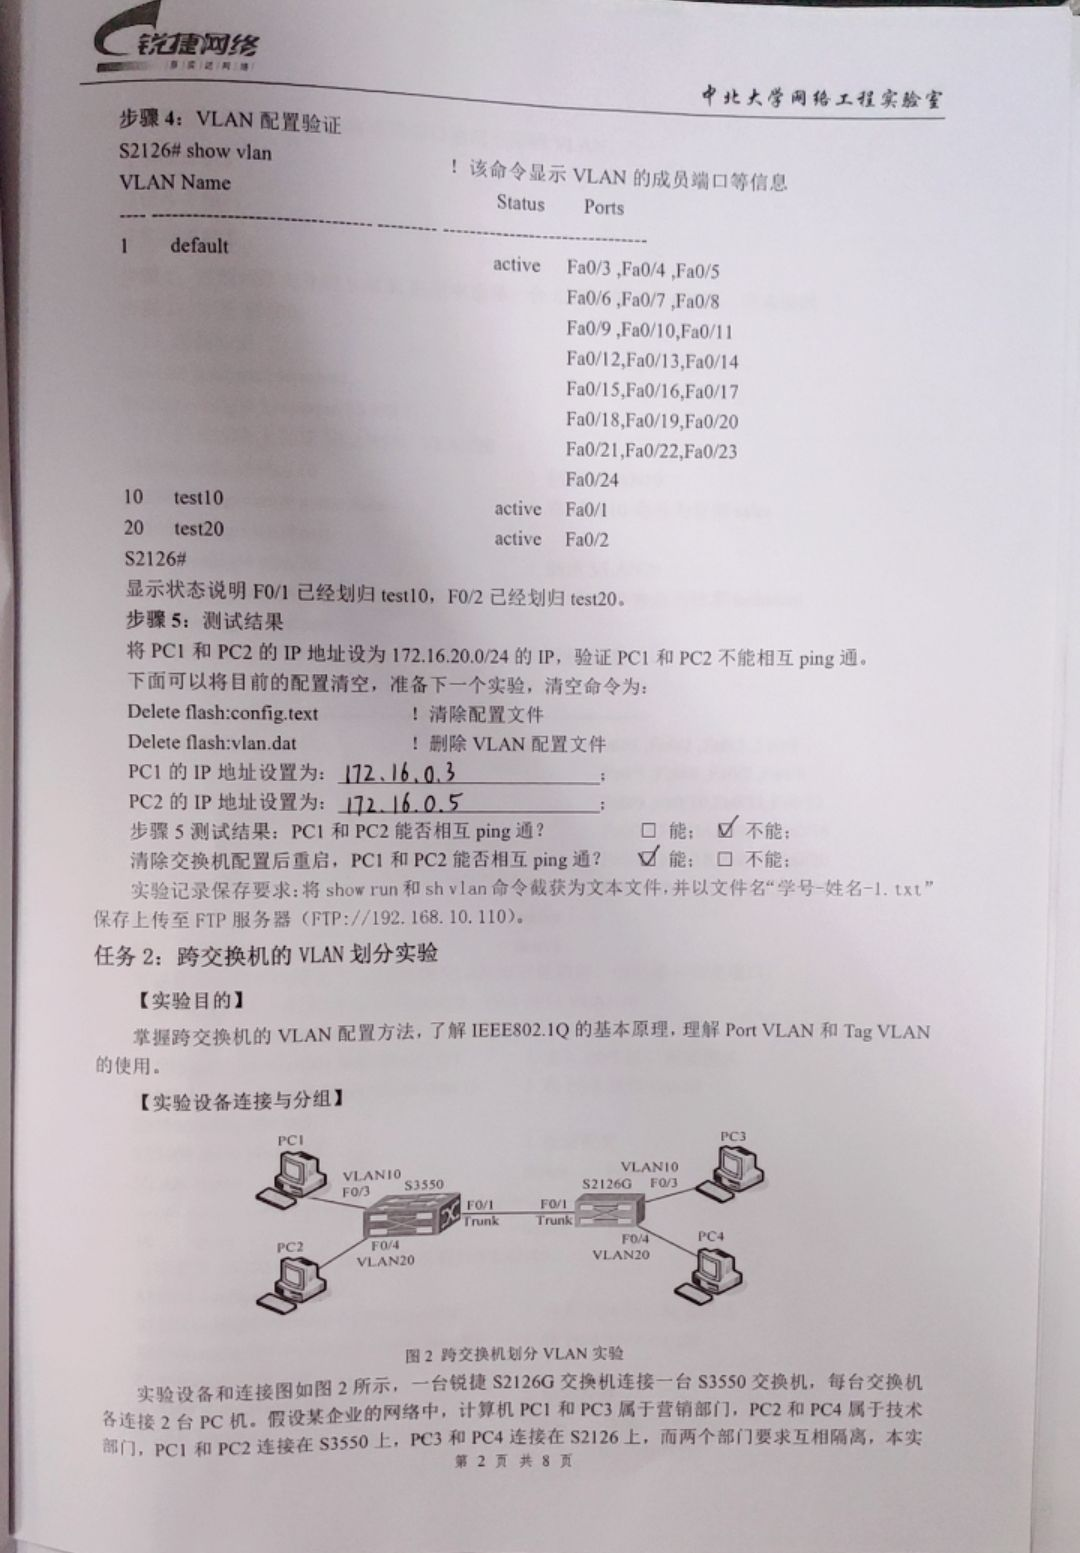 锐捷网络
中北大学网络工程实验室
步骤 4：VLAN 配置验证
S2126# show vlan
！该命令显示 VLAN 的成员端口等信息
VLAN Name Status Ports
---- -------------------------------- --------- -------------------------------
1 default active Fa0/3 ,Fa0/4 ,Fa0/5
Fa0/6 ,Fa0/7 ,Fa0/8
Fa0/9 ,Fa0/10,Fa0/11
Fa0/12,Fa0/13,Fa0/14
Fa0/15,Fa0/16,Fa0/17
Fa0/18,Fa0/19,Fa0/20
Fa0/21,Fa0/22,Fa0/23
Fa0/24
10 test10 active Fa0/1
20 test20 active Fa0/2
S2126#
显示状态说明 F0/1 已经划归 test10，F0/2 已经划归 test20。
步骤 5：测试结果
将 PC1 和 PC2 的 IP 地址设为 172.16.20.0/24 的 IP，验证 PC1 和 PC2 不能相互 ping 通。
下面可以将目前的配置清空，准备下一个实验，清空命令为：
Delete flash:config.text ！清除配置文件
Delete flash:vlan.dat ！删除 VLAN 配置文件
PC1 的 IP 地址设置为：172.16.0.3；
PC2 的 IP 地址设置为：172.16.0.5；
步骤 5 测试结果：PC1 和 PC2 能否相互 ping 通？ □ 能； ☑ 不能；
清除交换机配置后重启，PC1 和 PC2 能否相互 ping 通？ ☑ 能； □ 不能；
实验记录保存要求：将 show run 和 sh vlan 命令截获为文本文件，并以文件名“学号-姓名-1.txt”
保存上传至 FTP 服务器（FTP://192.168.10.110）。
任务 2：跨交换机的 VLAN 划分实验
【实验目的】
掌握跨交换机的 VLAN 配置方法，了解 IEEE802.1Q 的基本原理，理解 Port VLAN 和 Tag VLAN
的使用。
【实验设备连接与分组】
PC1
PC3
VLAN10
F0/3
S3550
VLAN10
S2126G F0/3
F0/1
Trunk
F0/1
Trunk
PC2
F0/4
VLAN20
F0/4
VLAN20
PC4
图 2 跨交换机划分 VLAN 实验
实验设备和连接图如图 2 所示，一台锐捷 S2126G 交换机连接一台 S3550 交换机，每台交换机
各连接 2 台 PC 机。假设某企业的网络中，计算机 PC1 和 PC3 属于营销部门，PC2 和 PC4 属于技术
部门，PC1 和 PC2 连接在 S3550 上，PC3 和 PC4 连接在 S2126 上，而两个部门要求互相隔离，本实
第 2 页 共 8 页